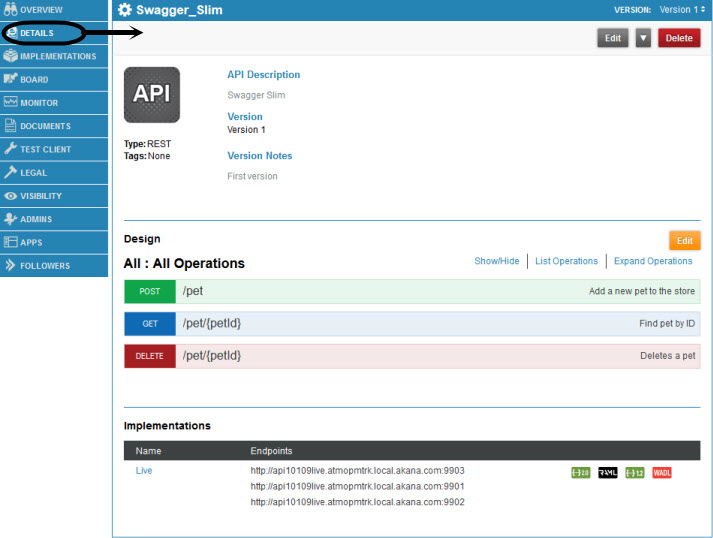 OVERVIEW
DETAILS
IMPLEMENTATIONS
BOARD
MONITOR
DOCUMENTS
TEST CLIENT
LEGAL
VISIBILITY
ADMINS
APPS
FOLLOWERS
Swagger_Slim VERSION: Version 1
Edit Delete
API
Type: REST
Tags: None
API Description
Swagger Slim
Version
Version 1
Version Notes
First version
Design Edit
All : All Operations Show/Hide List Operations Expand Operations
POST /pet Add a new pet to the store
GET /pet/{petId} Find pet by ID
DELETE /pet/{petId} Deletes a pet
Implementations
Name Endpoints
Live http://api10109live.atmopmtrk.local.akana.com:9903 {-}2.0 RAML {-}1.2 WADL
http://api10109live.atmopmtrk.local.akana.com:9901
http://api10109live.atmopmtrk.local.akana.com:9902